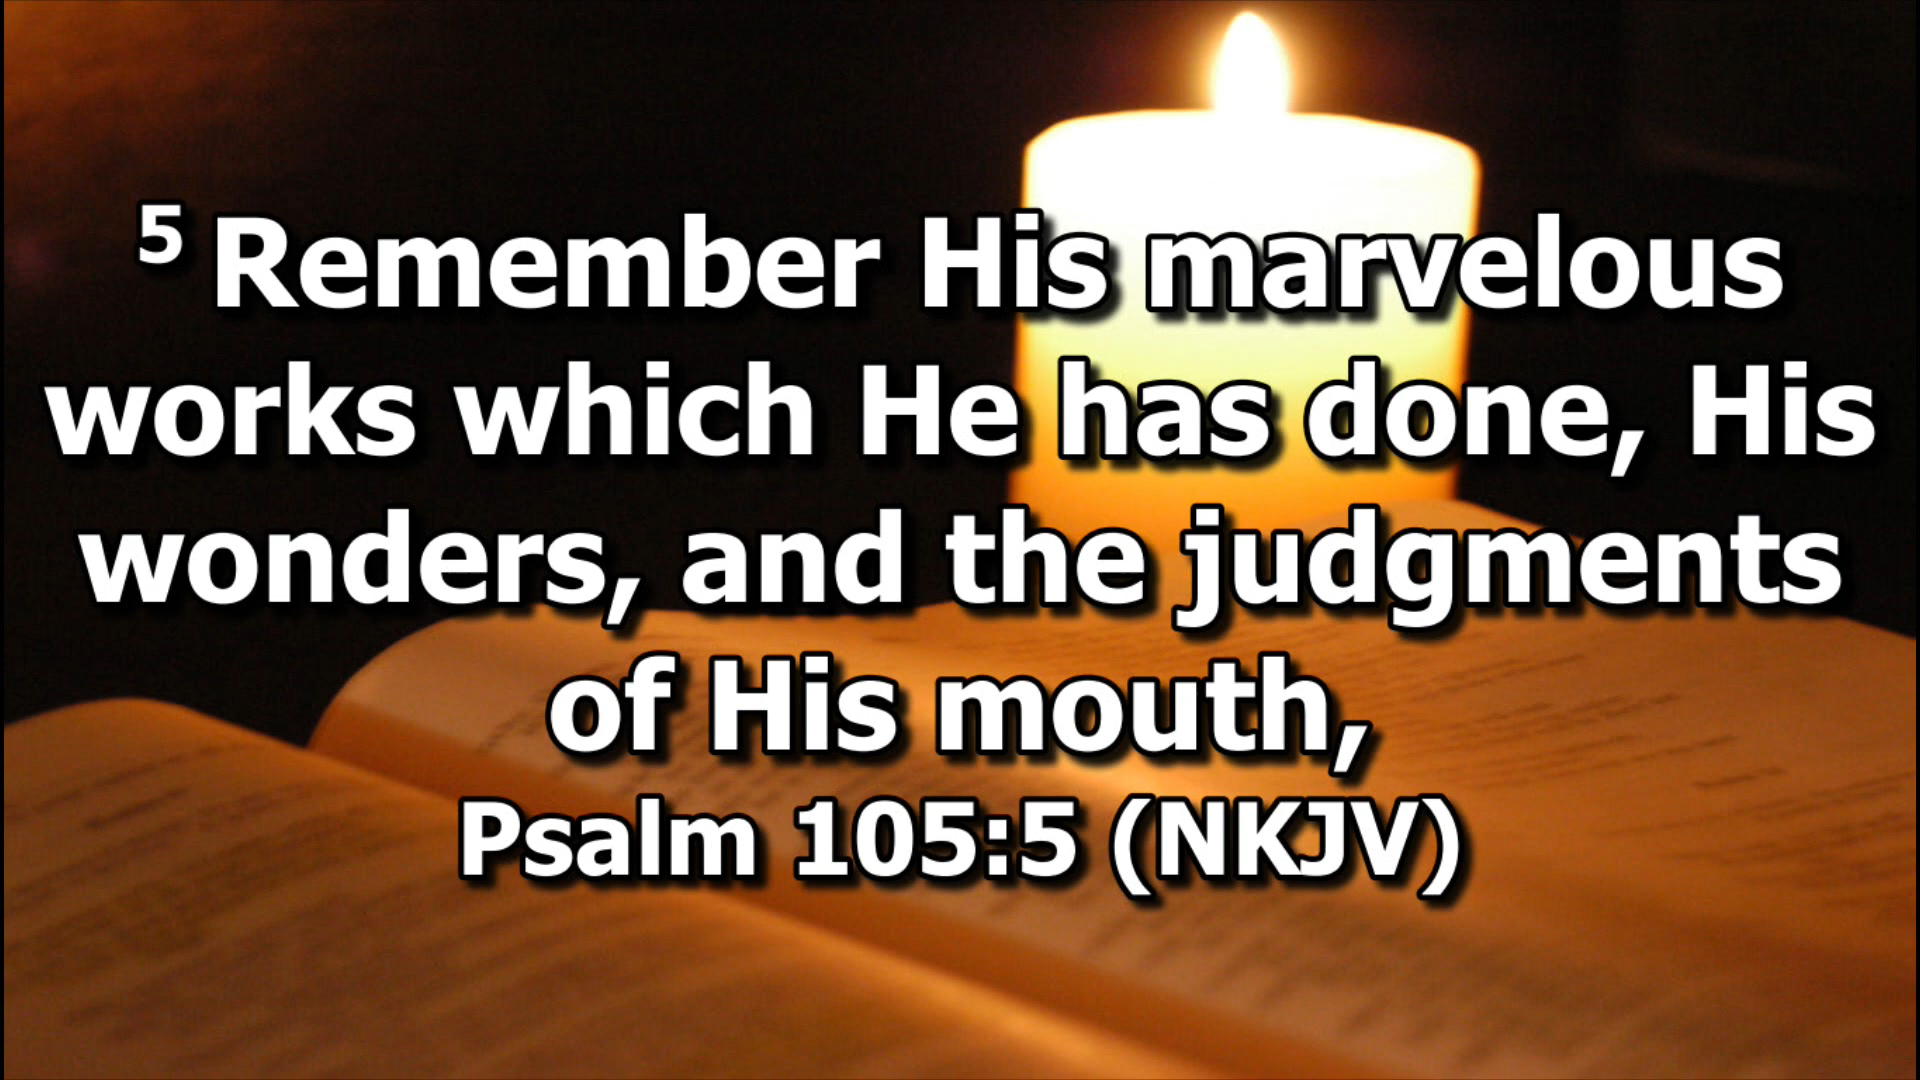 5 Remember His marvelous
works which He has done, His
wonders, and the judgments
of His mouth,
Psalm 105:5 (NKJV)